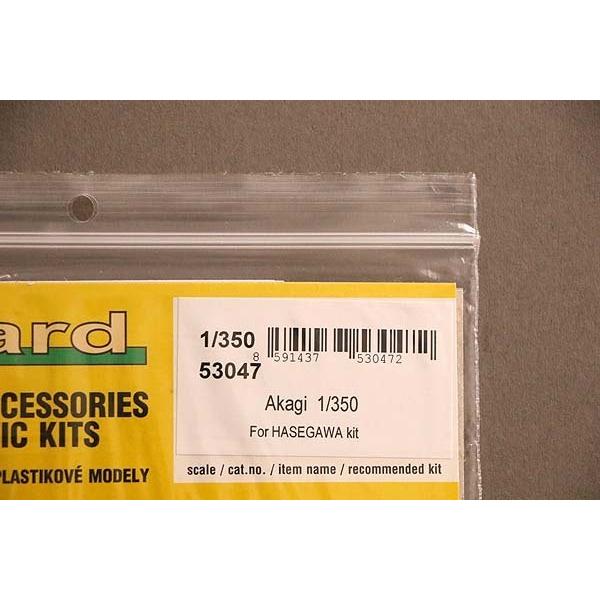 ard
CCESSORIES
IC KITS
PLASTIKOVÉ MODELY
1/350
53047
8 591437 530472
Akagi 1/350
For HASEGAWA kit
scale / cat.no. / item name / recommended kit